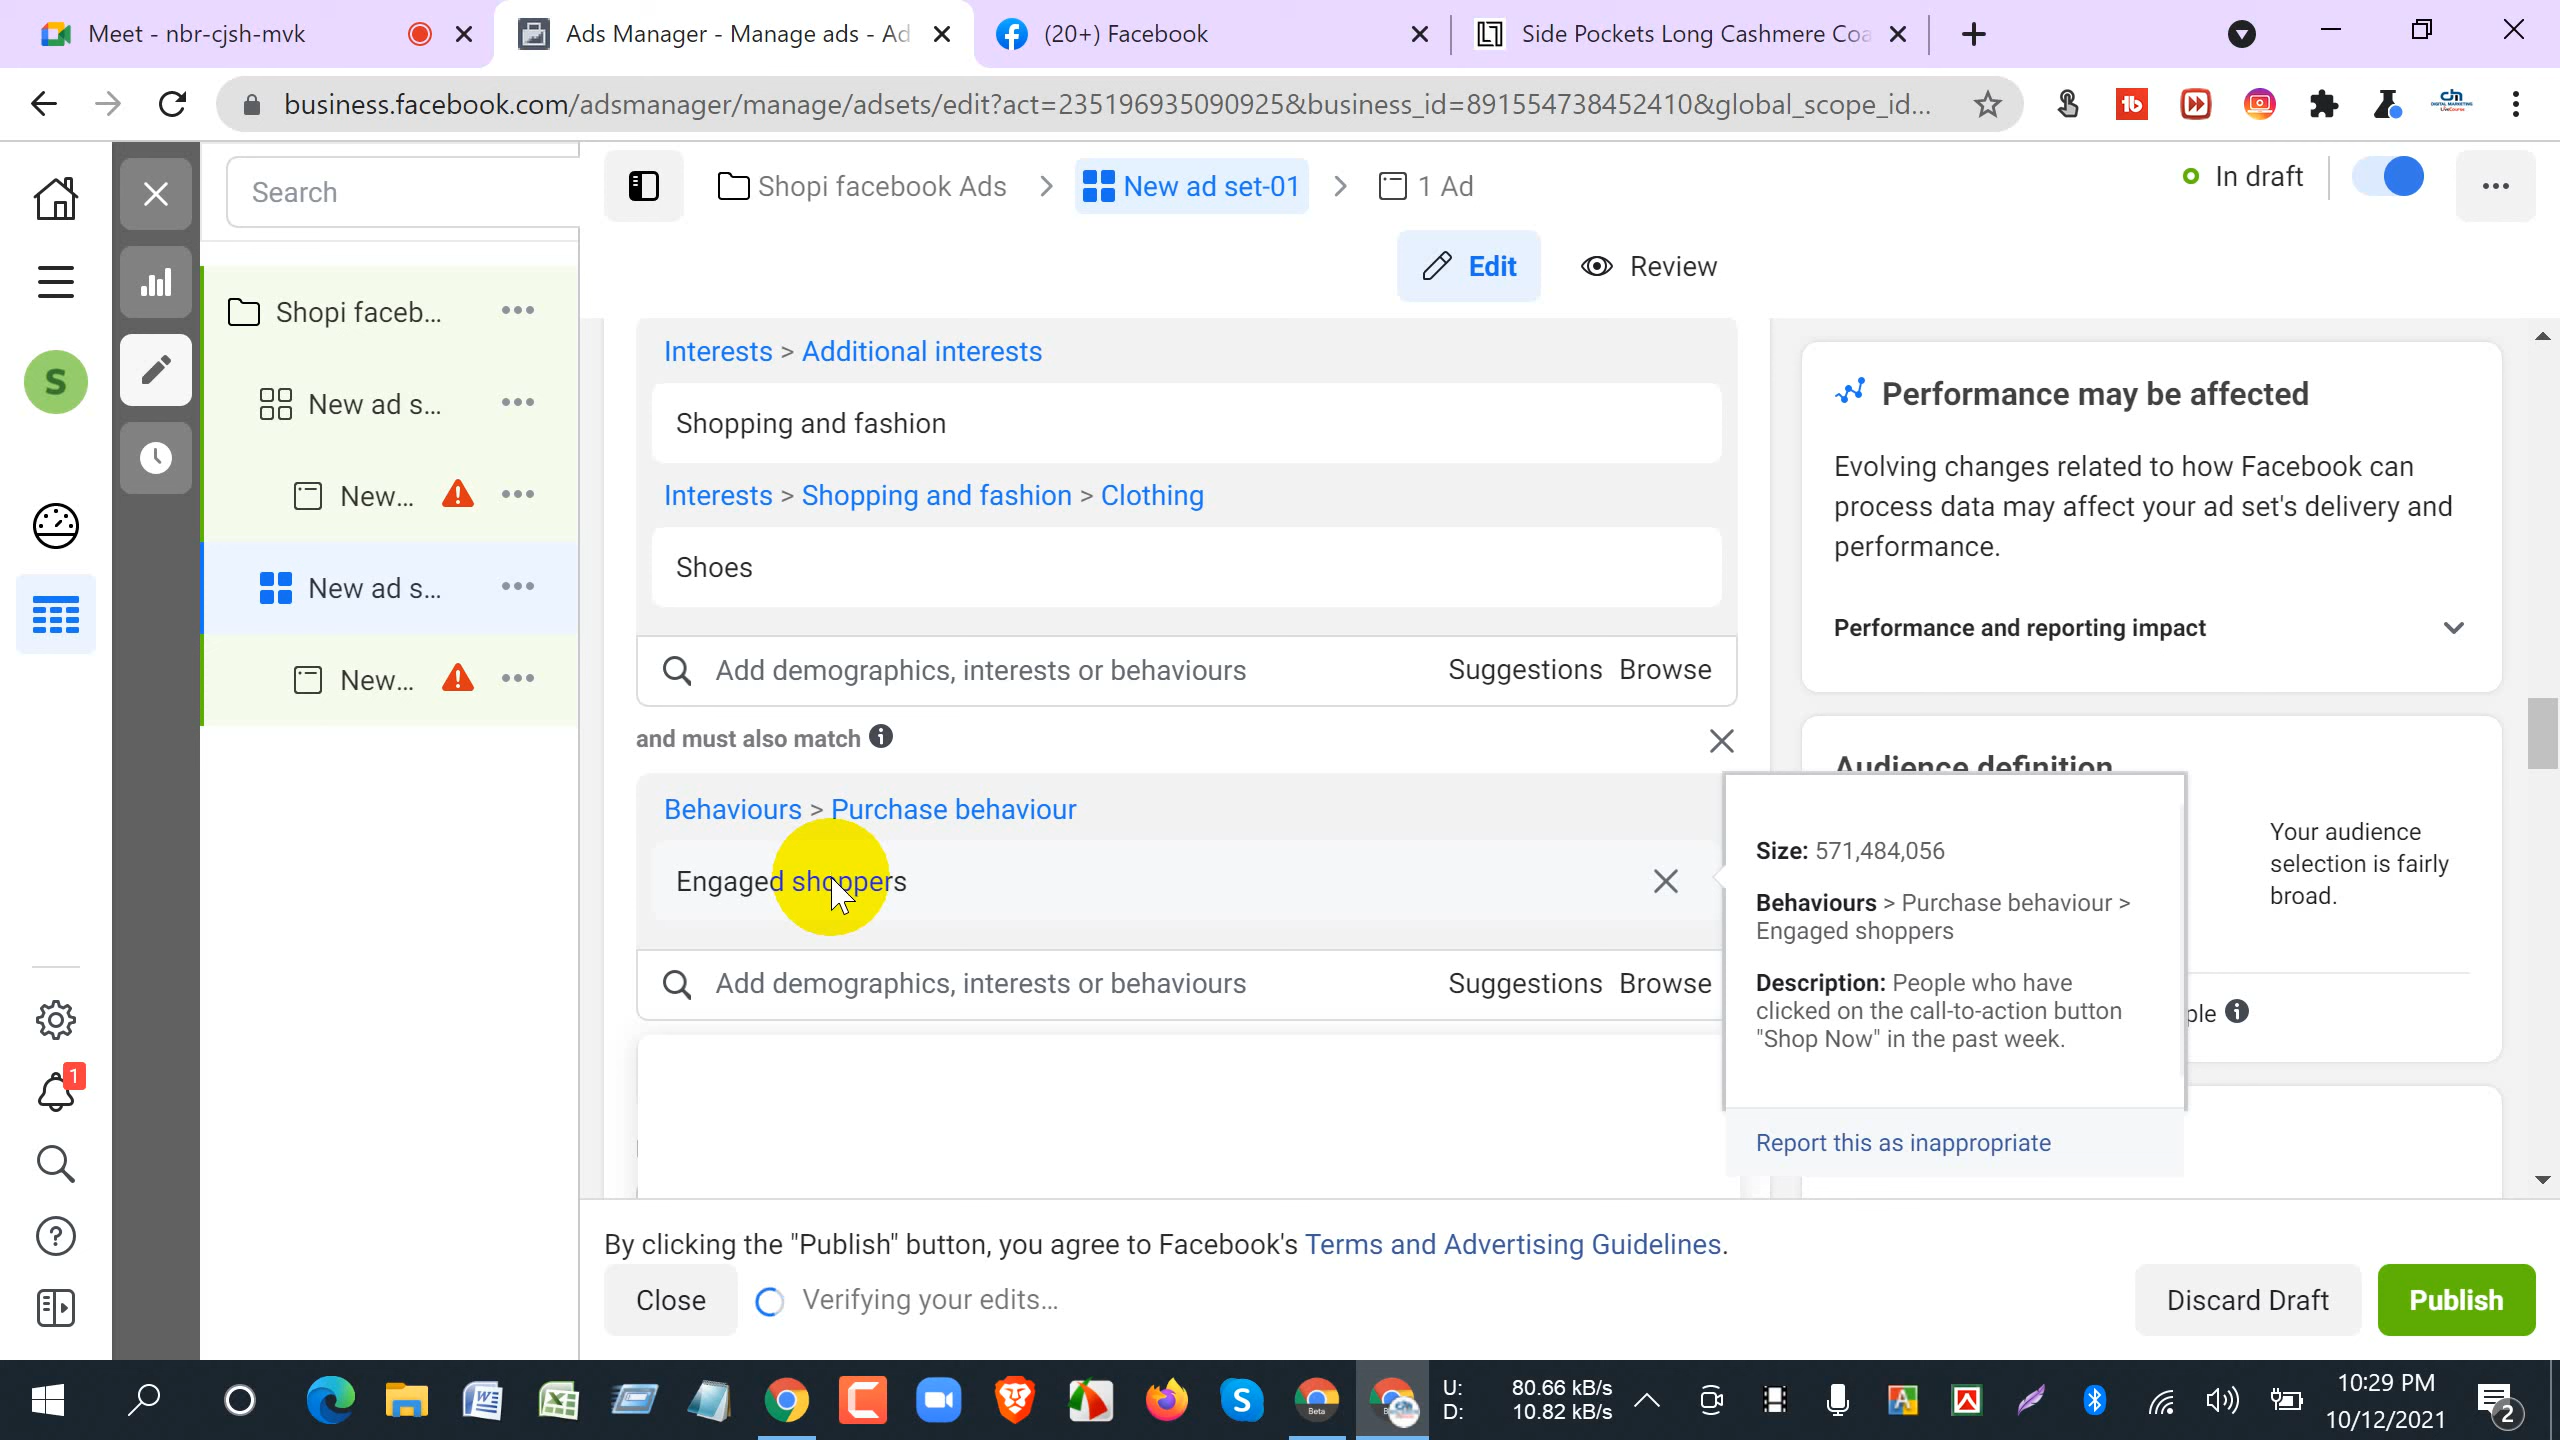 Meet - nbr-cjsh-mvk
Ads Manager - Manage ads - Ad
(20+) Facebook
Side Pockets Long Cashmere Coa
business.facebook.com/adsmanager/manage/adsets/edit?act=235196935090925&business_id=891554738452410&global_scope_id...
Search
Shopi facebook Ads
New ad set-01
1 Ad
In draft
Edit
Review
S
Shopi faceb...
New ad s...
New...
New ad s...
New...
Interests > Additional interests
Shopping and fashion
Interests > Shopping and fashion > Clothing
Shoes
Add demographics, interests or behaviours
Suggestions Browse
and must also match
Behaviours > Purchase behaviour
Engaged shoppers
Add demographics, interests or behaviours
Suggestions Browse
Performance may be affected
Evolving changes related to how Facebook can
process data may affect your ad set's delivery and
performance.
Performance and reporting impact
Audience definition
Your audience
selection is fairly
broad.
Size: 571,484,056
Behaviours > Purchase behaviour >
Engaged shoppers
Description: People who have
clicked on the call-to-action button
"Shop Now" in the past week.
Report this as inappropriate
ple
1
By clicking the "Publish" button, you agree to Facebook's Terms and Advertising Guidelines.
Close
Verifying your edits...
Discard Draft
Publish
U: 80.66 kB/s
D: 10.82 kB/s
10:29 PM
10/12/2021
2